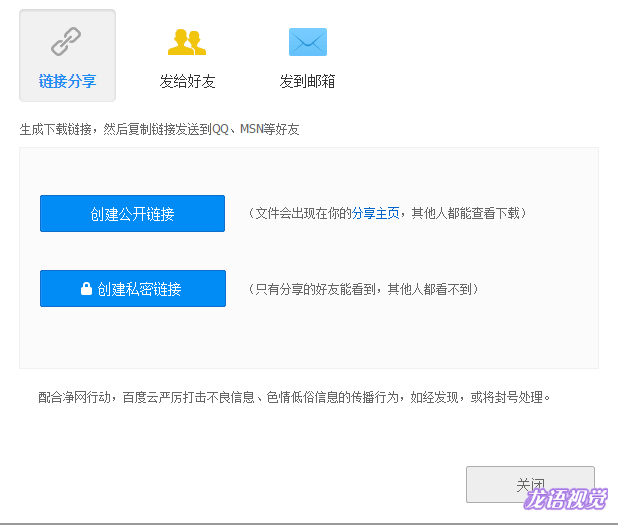 链接分享 发给好友 发到邮箱
生成下载链接，然后复制链接发送到QQ、MSN等好友
创建公开链接 （文件会出现在你的分享主页，其他人都能查看下载）
创建私密链接 （只有分享的好友能看到，其他人都看不到）
配合净网行动，百度云严厉打击不良信息、色情低俗信息的传播行为，如经发现，或将封号处理。
关闭
龙语视觉